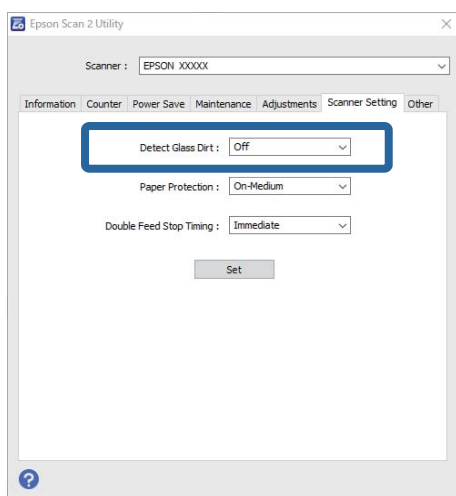 Epson Scan 2 Utility
Scanner : EPSON XXXXX
Information Counter Power Save Maintenance Adjustments Scanner Setting Other
Detect Glass Dirt : Off
Paper Protection : On-Medium
Double Feed Stop Timing : Immediate
Set
?